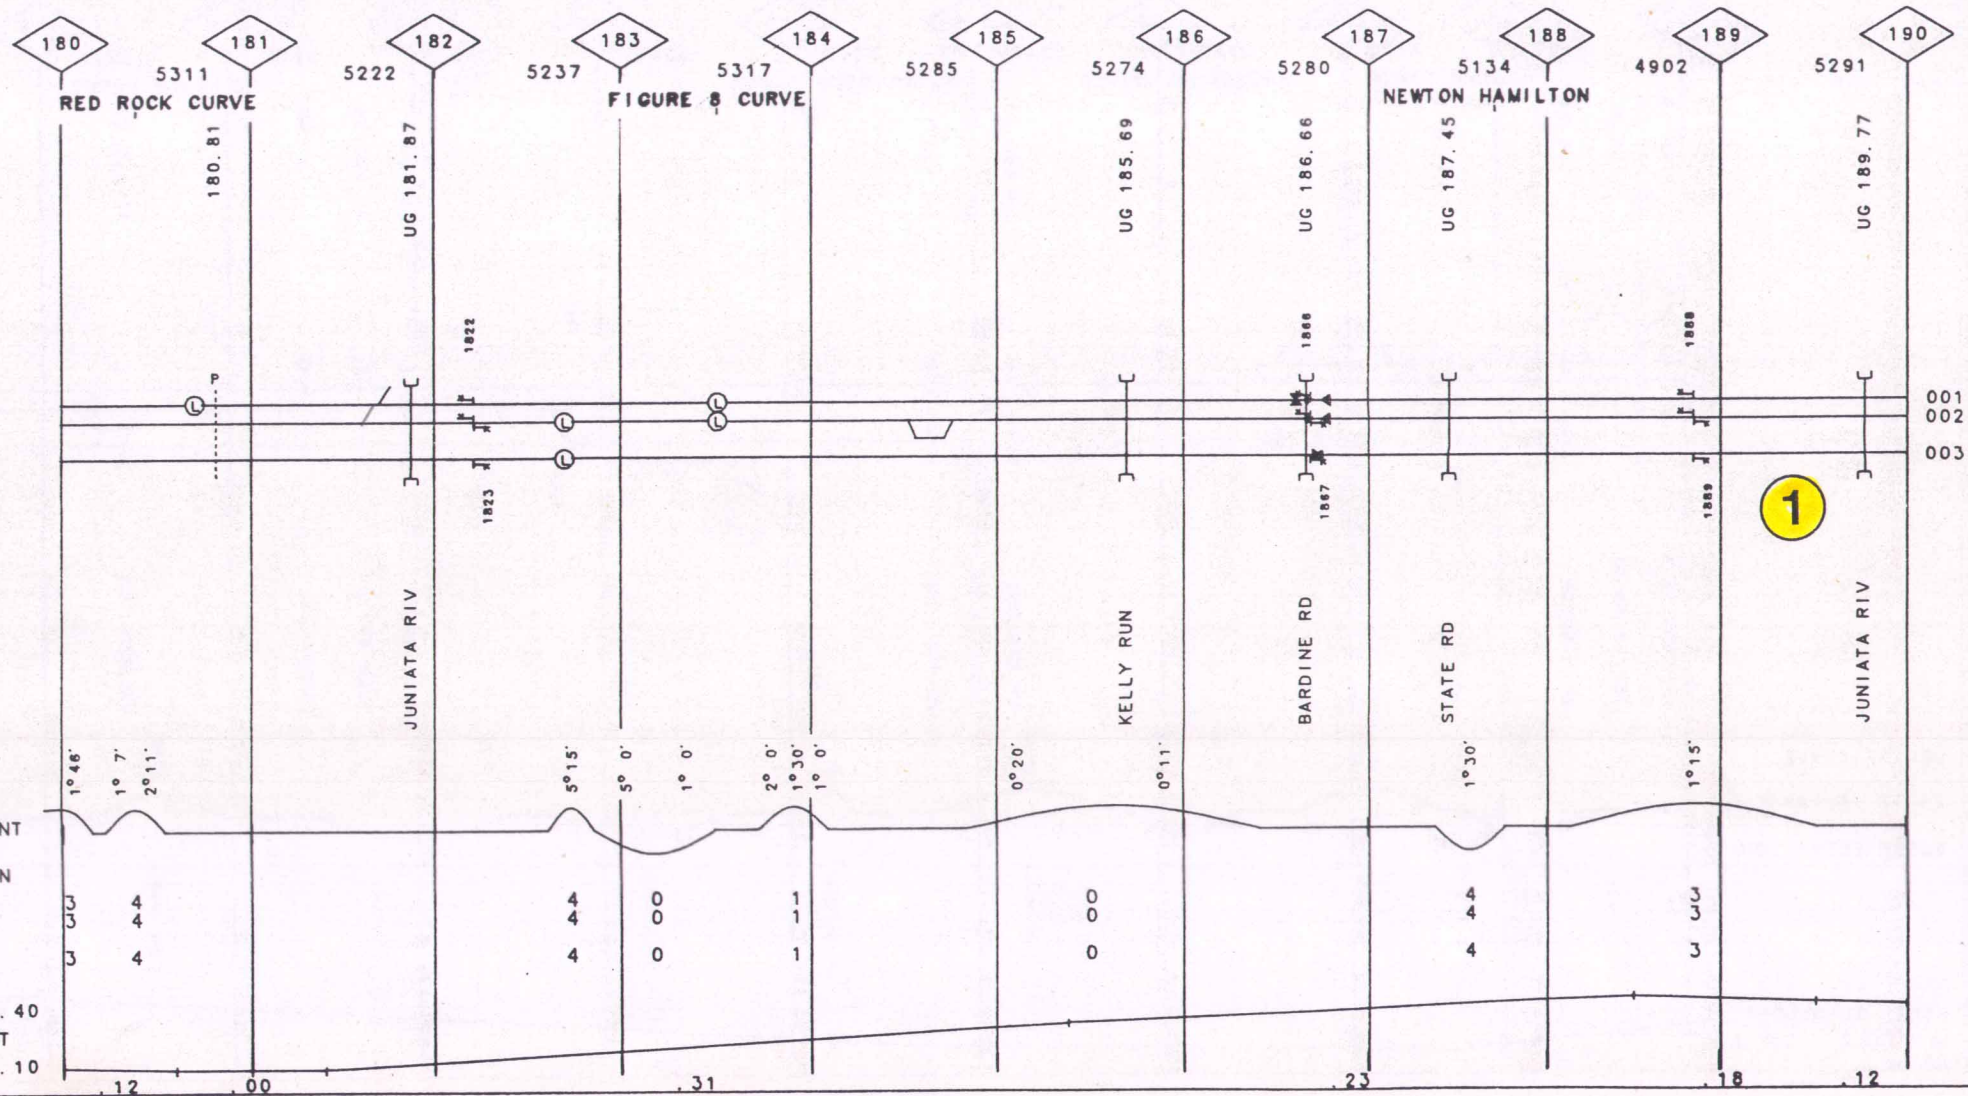 180 181 182 183 184 185 186 187 188 189 190
5311 5222 5237 5317 5285 5274 5280 5134 4902 5291
RED ROCK CURVE FIGURE 8 CURVE NEWTON HAMILTON
180.81
UG 181.87
UG 185.69
UG 186.66
UG 187.45
UG 189.77
1822
1866
1888
P
L L
001
L L
002
L
003
1823
1867
1889
1
JUNIATA RIV
KELLY RUN
BARDINE RD
STATE RD
JUNIATA RIV
1°46' 1° 7' 2°11' 5°15' 5° 0' 1° 0' 2° 0' 1°30' 1° 0' 0°20' 0°11' 1°30' 1°15'
NT
N
3 4 4 0 1 0 4 3
3 4 4 0 1 0 4 3
3 4 4 0 1 0 4 3
.40
T
.10
.12 .00 .31 .23 .18 .12